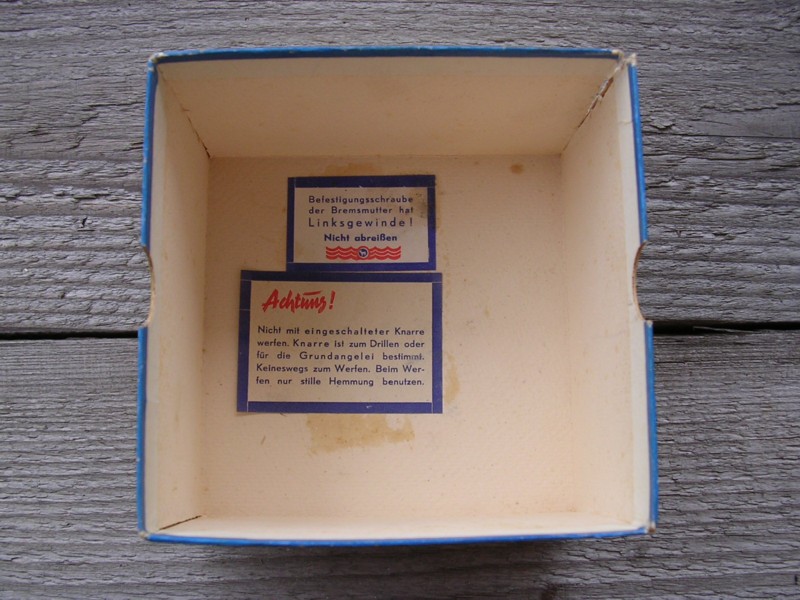 Befestigungsschraube
der Bremsmutter hat
Linksgewinde!
Nicht abreißen
Achtung!
Nicht mit eingeschalteter Knarre
werfen. Knarre ist zum Drillen oder
für die Grundangelei bestimmt.
Keineswegs zum Werfen. Beim Wer-
fen nur stille Hemmung benutzen.